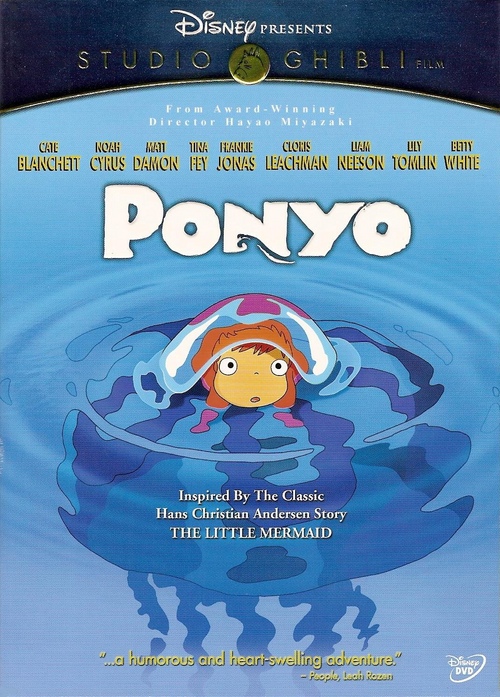 Disney PRESENTS
STUDIO GHIBLI FILM
From Award-Winning
Director Hayao Miyazaki
CATE BLANCHETT NOAH CYRUS MATT DAMON TINA FEY FRANKIE JONAS CLORIS LEACHMAN LIAM NEESON LILY TOMLIN BETTY WHITE
PONYO
Inspired By The Classic
Hans Christian Andersen Story
THE LITTLE MERMAID
"...a humorous and heart-swelling adventure."
– People, Leah Rozen
Disney
DVD